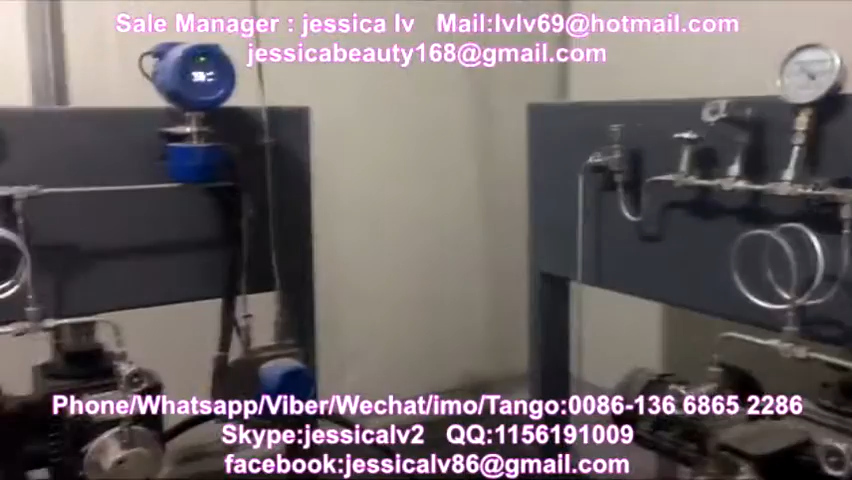 Sale Manager : jessica lv Mail:lvlv69@hotmail.com
jessicabeauty168@gmail.com
Phone/Whatsapp/Viber/Wechat/imo/Tango:0086-136 6865 2286
Skype:jessicalv2 QQ:1156191009
facebook:jessicalv86@gmail.com